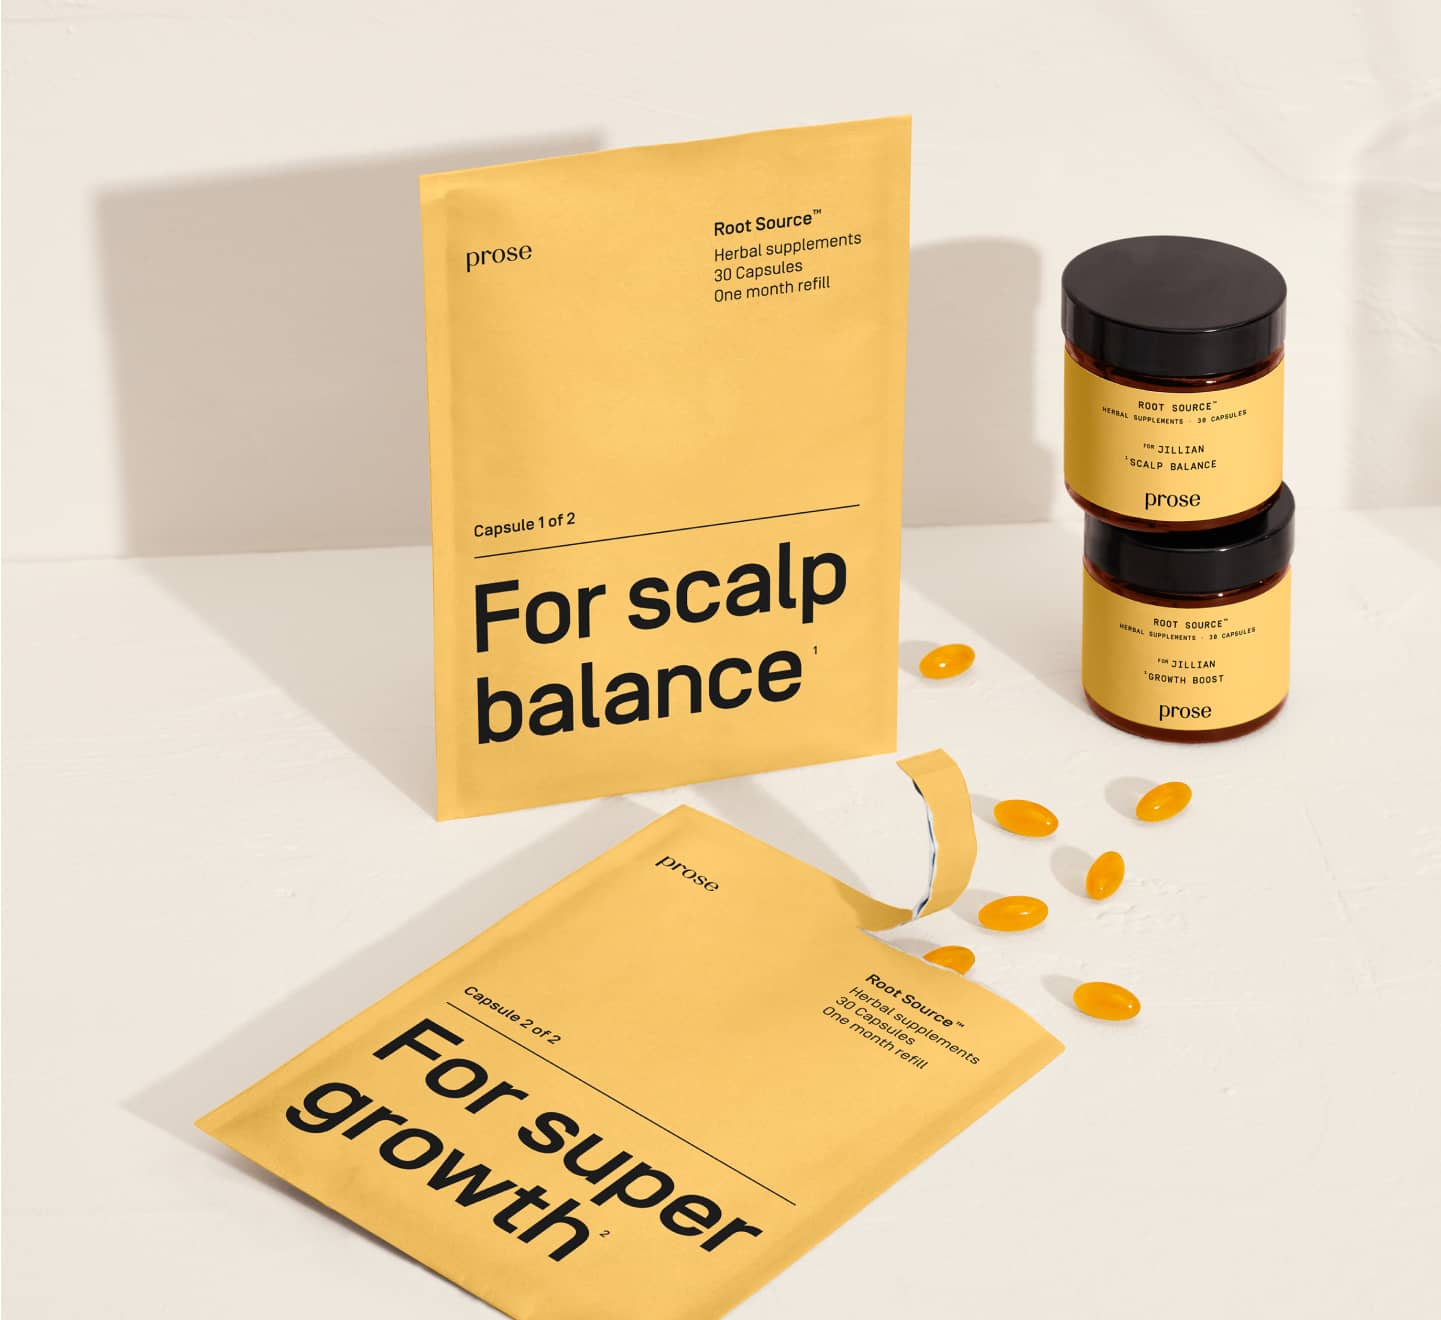 prose
Root Source™
Herbal supplements
30 Capsules
One month refill
Capsule 1 of 2
For scalp
balance¹
ROOT SOURCE™
HERBAL SUPPLEMENTS · 30 CAPSULES
FOR JILLIAN
¹SCALP BALANCE
prose
ROOT SOURCE™
HERBAL SUPPLEMENTS · 30 CAPSULES
FOR JILLIAN
²GROWTH BOOST
prose
prose
Root Source™
Herbal supplements
30 Capsules
One month refill
Capsule 2 of 2
For super
growth²